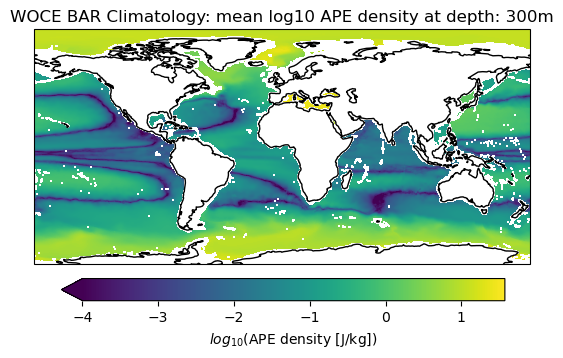 WOCE BAR Climatology: mean log10 APE density at depth: 300m
−4 −3 −2 −1 0 1
log10(APE density [J/kg])